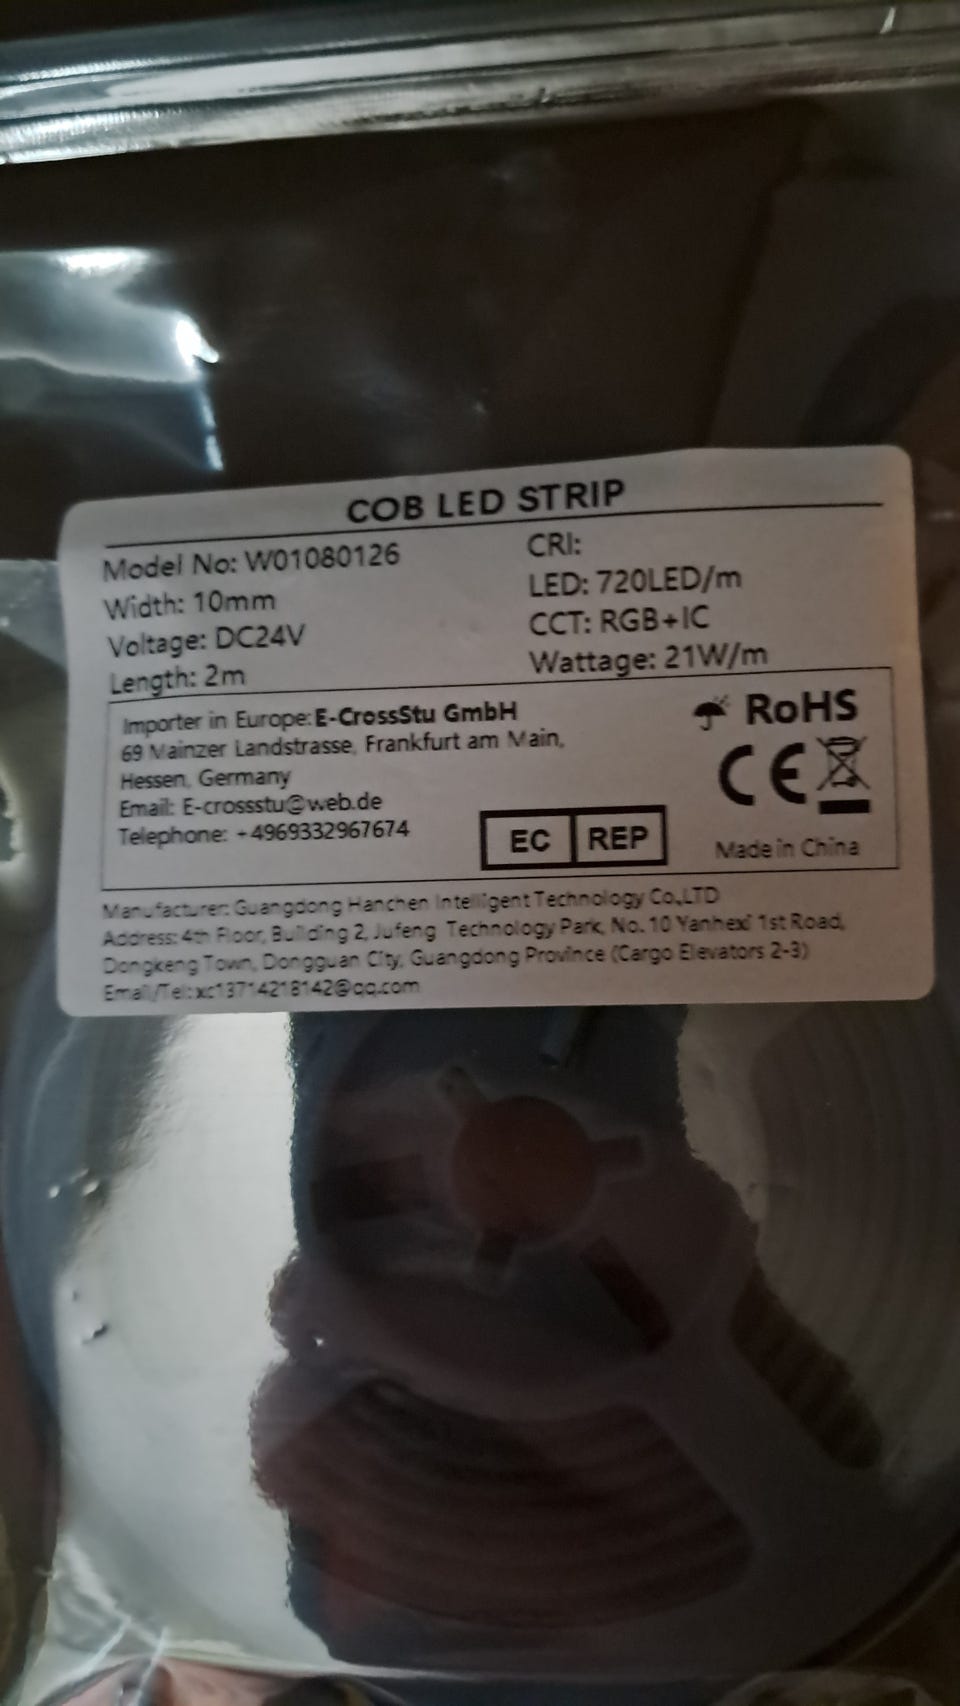 COB LED STRIP
Model No: W01080126
Width: 10mm
Voltage: DC24V
Length: 2m
CRI:
LED: 720LED/m
CCT: RGB+IC
Wattage: 21W/m
Importer in Europe: E-CrossStu GmbH
69 Mainzer Landstrasse, Frankfurt am Main,
Hessen, Germany
Email: E-crossstu@web.de
Telephone: +4969332967674
EC REP
RoHS
CE
Made in China
Manufacturer: Guangdong Hanchen Intelligent Technology Co.,LTD
Address: 4th Floor, Building 2, Jufeng Technology Park, No. 10 Yanhexi 1st Road,
Dongkeng Town, Dongguan City, Guangdong Province (Cargo Elevators 2-3)
Email/Tel: xc13714218142@qq.com